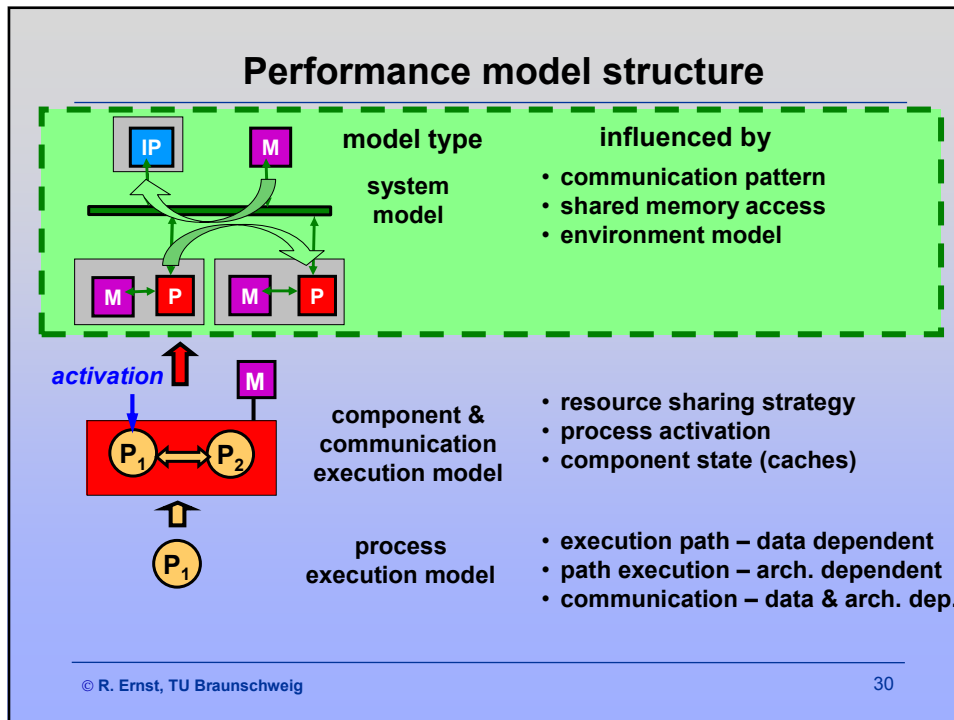 Performance model structure
IP
M
model type
influenced by
system
model
• communication pattern
• shared memory access
• environment model
M
P
M
P
activation
M
P1
P2
component &
communication
execution model
• resource sharing strategy
• process activation
• component state (caches)
P1
process
execution model
• execution path – data dependent
• path execution – arch. dependent
• communication – data & arch. dep.
© R. Ernst, TU Braunschweig
30